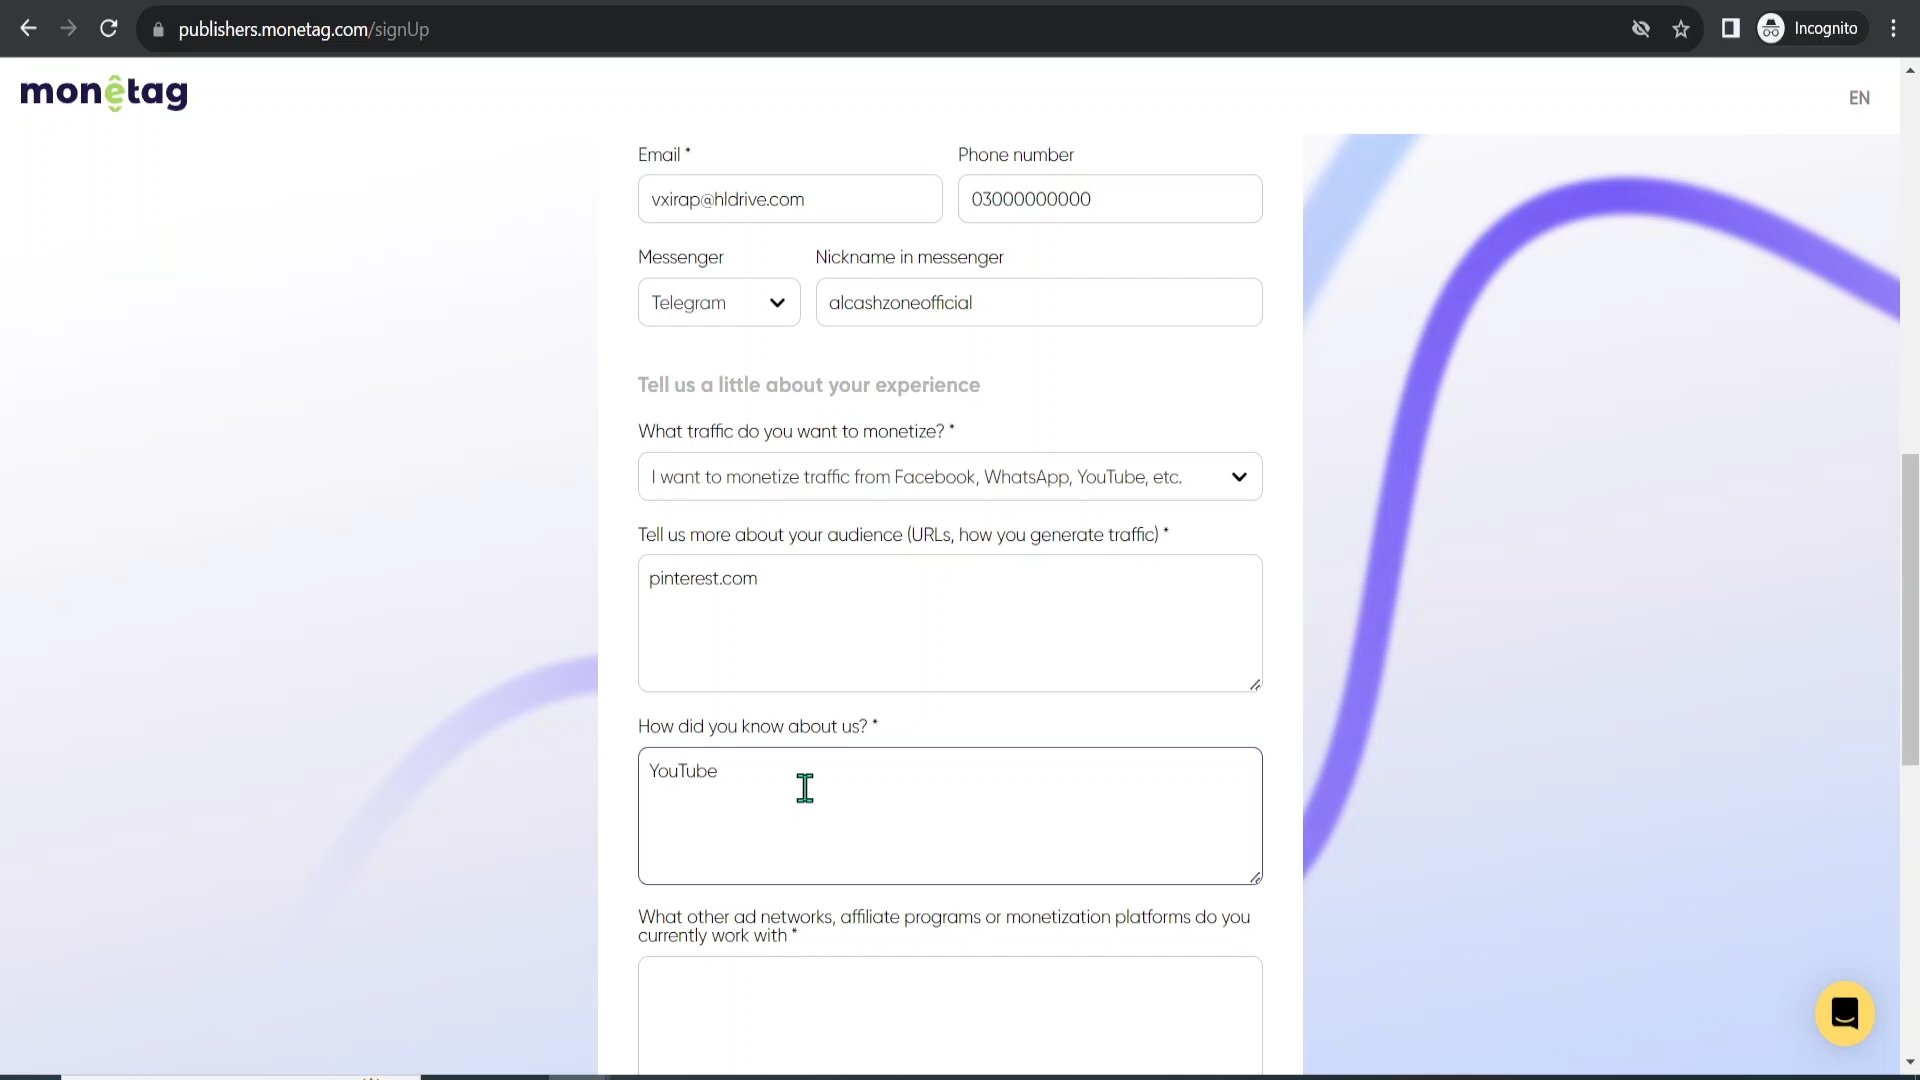 publishers.monetag.com/signUp
Incognito
monetag
EN
Email *
Phone number
vxirap@hldrive.com
03000000000
Messenger
Nickname in messenger
Telegram
alcashzoneofficial
Tell us a little about your experience
What traffic do you want to monetize? *
I want to monetize traffic from Facebook, WhatsApp, YouTube, etc.
Tell us more about your audience (URLs, how you generate traffic) *
pinterest.com
How did you know about us? *
YouTube
What other ad networks, affiliate programs or monetization platforms do you
currently work with *